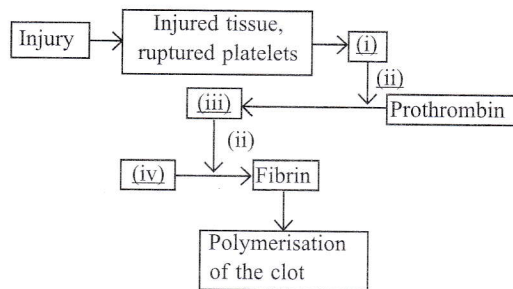 Injury
Injured tissue,
ruptured platelets
(i)
(ii)
(iii)
Prothrombin
(ii)
(iv)
Fibrin
Polymerisation
of the clot